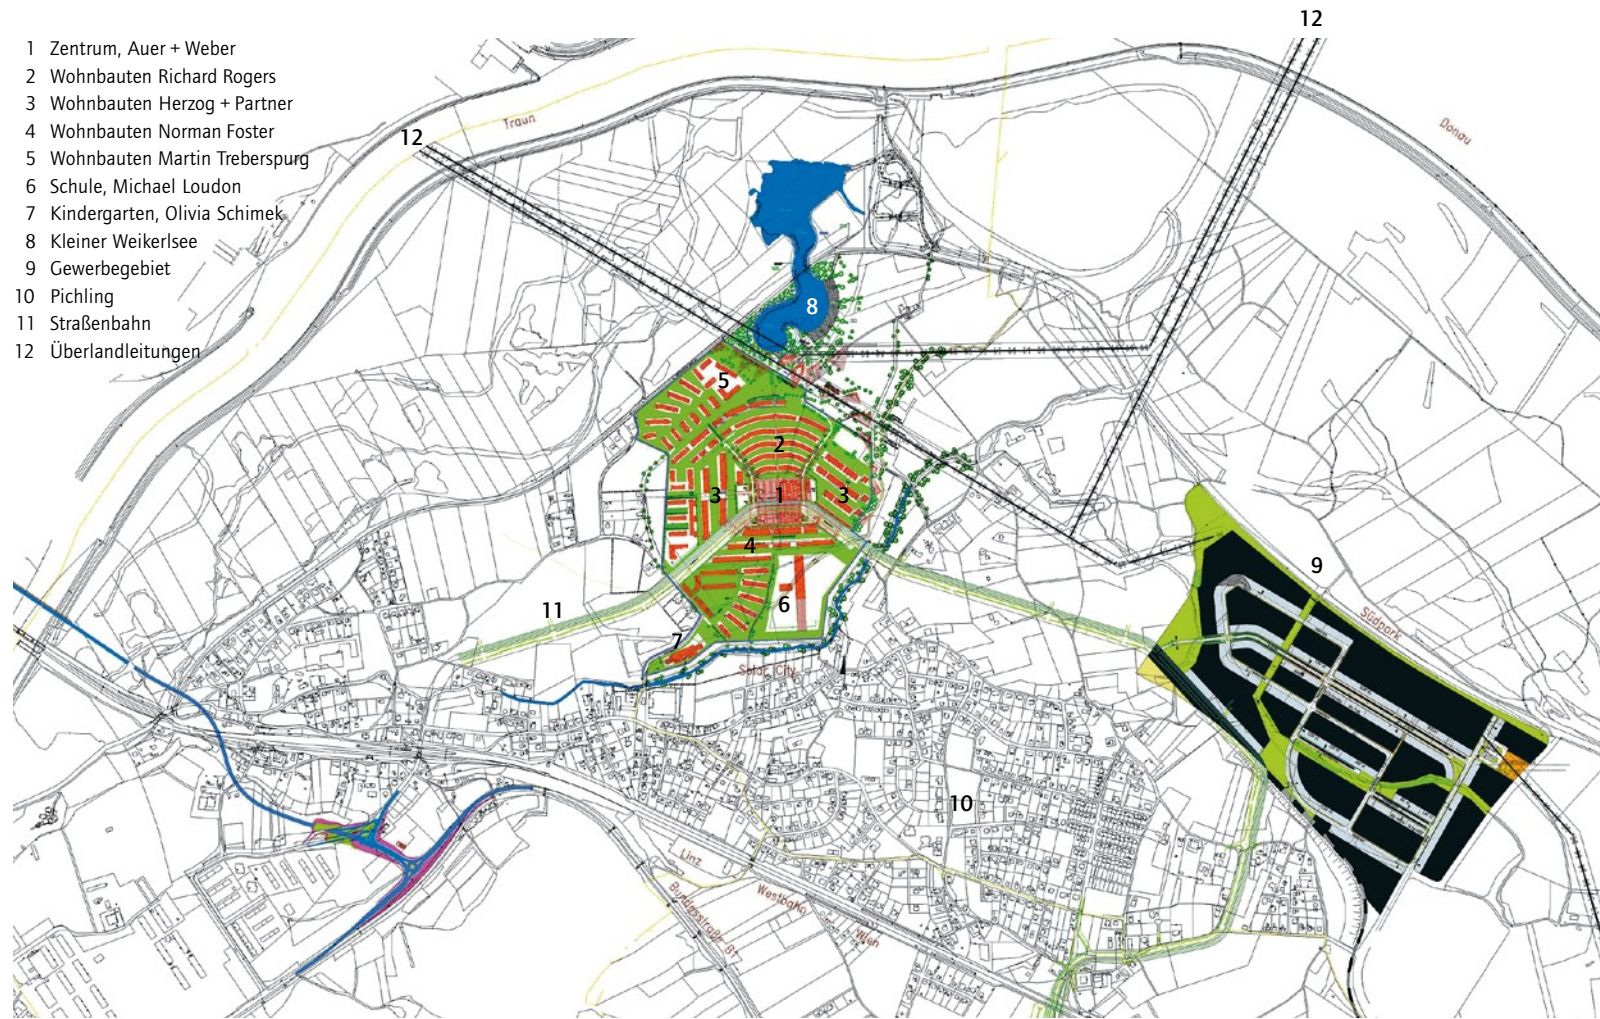 12
1 Zentrum, Auer + Weber
2 Wohnbauten Richard Rogers
3 Wohnbauten Herzog + Partner
4 Wohnbauten Norman Foster
5 Wohnbauten Martin Treberspurg
6 Schule, Michael Loudon
7 Kindergarten, Olivia Schimek
8 Kleiner Weikerlsee
9 Gewerbegebiet
10 Pichling
11 Straßenbahn
12 Überlandleitungen
12
Traun
Donau
8
5
2
3
1
3
4
9
6
11
Südpark
7
Solar City
10
Linz
Westbahn
Wien
Bundesstraße B1